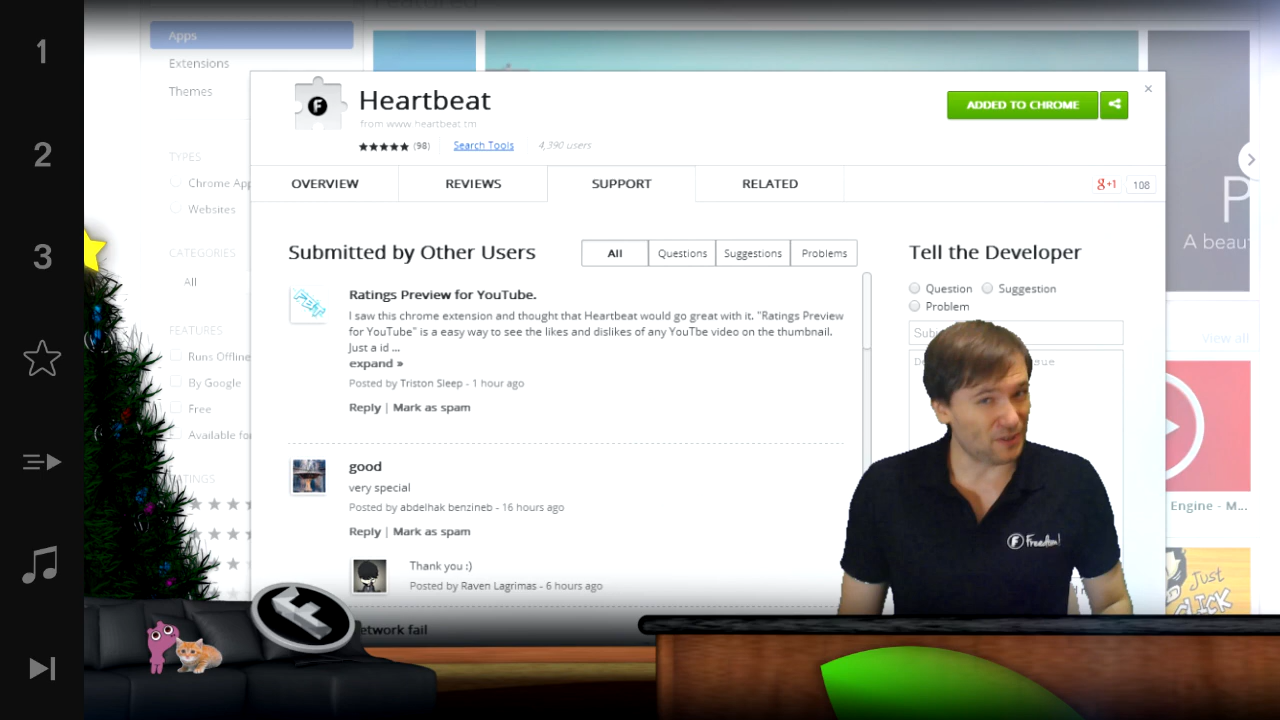 1
2
3
Featured
Apps
Extensions
Themes
TYPES
Chrome App
Websites
CATEGORIES
All
FEATURES
Runs Offline
By Google
Free
Available for
RATINGS
Heartbeat
from www.heartbeat.tm
(98)
Search Tools
4,390 users
ADDED TO CHROME
OVERVIEW
REVIEWS
SUPPORT
RELATED
g+1
108
Submitted by Other Users
All
Questions
Suggestions
Problems
Ratings Preview for YouTube.
I saw this chrome extension and thought that Heartbeat would go great with it. "Ratings Preview
for YouTube" is a easy way to see the likes and dislikes of any YouTbe video on the thumbnail.
Just a id ...
expand »
Posted by Triston Sleep - 1 hour ago
Reply | Mark as spam
good
very special
Posted by abdelhak benzineb - 16 hours ago
Reply | Mark as spam
Thank you :)
Posted by Raven Lagrimas - 6 hours ago
etwork fail
Tell the Developer
Question
Suggestion
Problem
F Freedom!
A beau
View all
Engine - M...
Just
CLICK